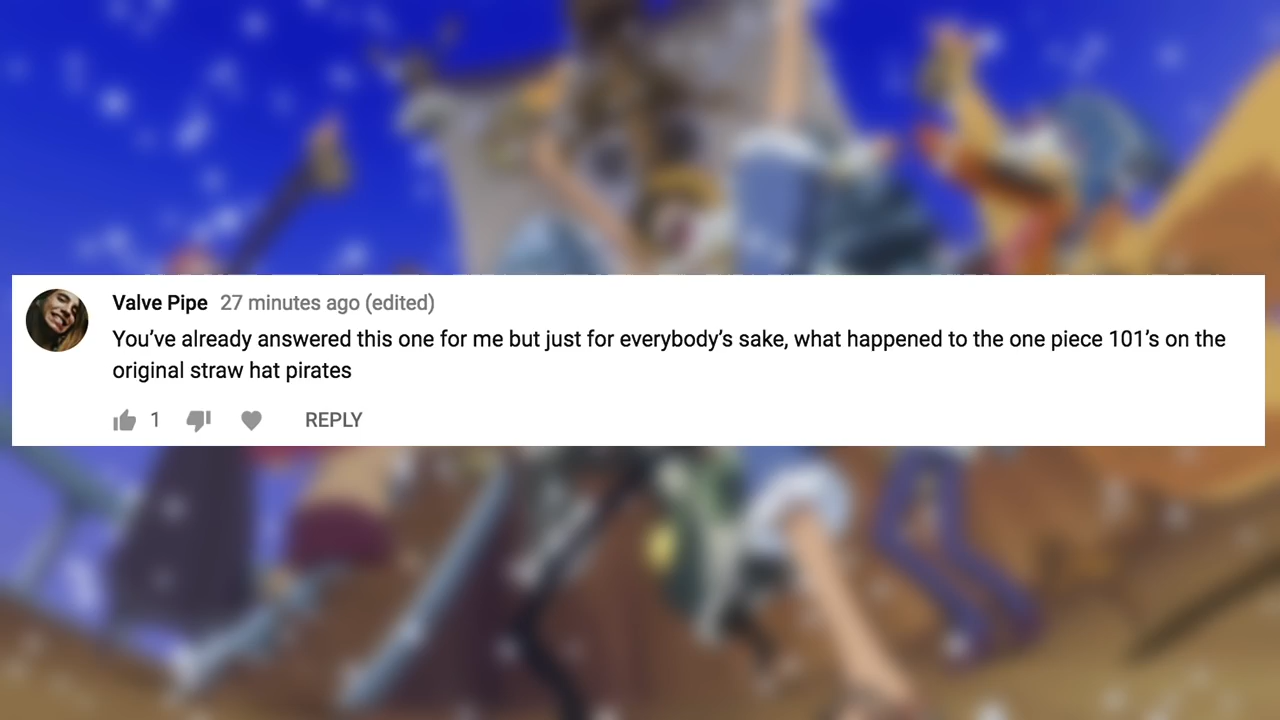 Valve Pipe 27 minutes ago (edited)
You’ve already answered this one for me but just for everybody’s sake, what happened to the one piece 101’s on the
original straw hat pirates
1 REPLY